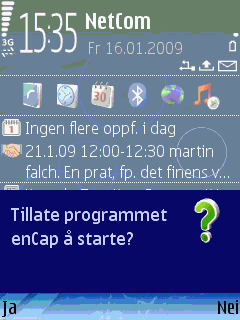 15:35 NetCom
3G Fr 16.01.2009
Ingen flere oppf. i dag
21.1.09 12:00-12:30 martin
falch. En prat, fp. det finens v...
Tillate programmet
enCap å starte?
Ja Nei